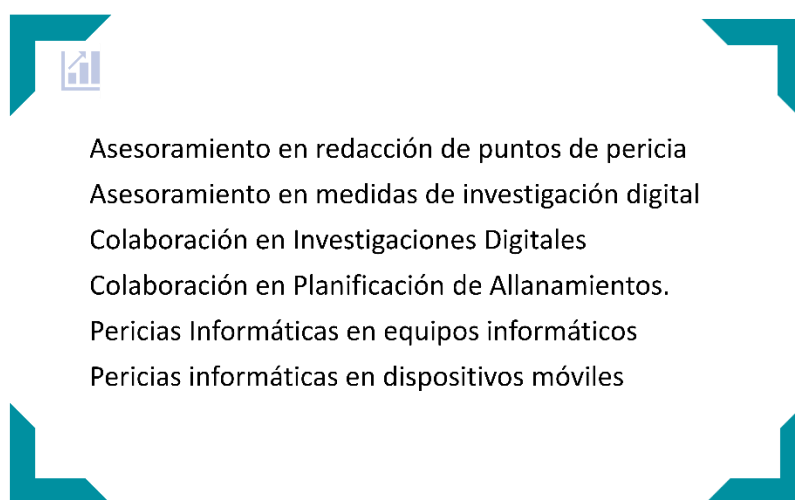 Asesoramiento en redacción de puntos de pericia
Asesoramiento en medidas de investigación digital
Colaboración en Investigaciones Digitales
Colaboración en Planificación de Allanamientos.
Pericias Informáticas en equipos informáticos
Pericias informáticas en dispositivos móviles